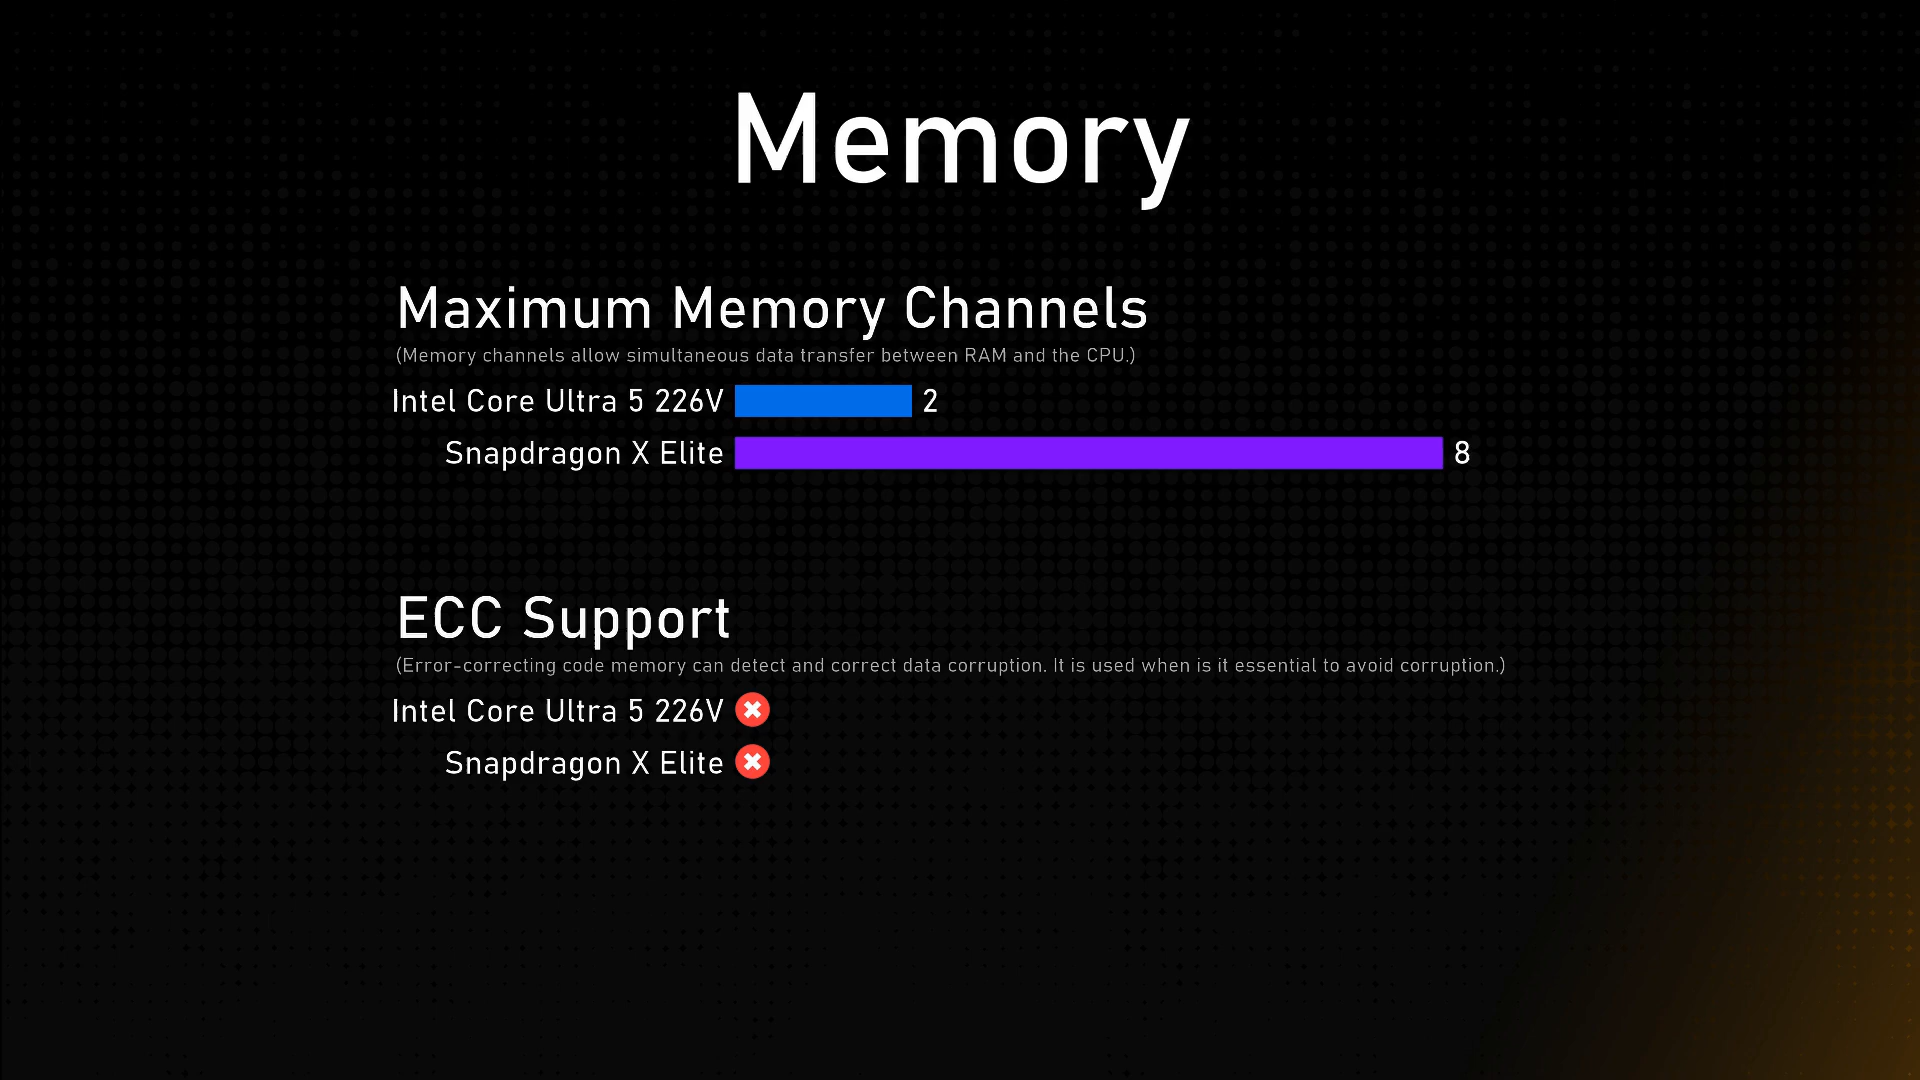 Memory
Maximum Memory Channels
(Memory channels allow simultaneous data transfer between RAM and the CPU.)
Intel Core Ultra 5 226V 2
Snapdragon X Elite 8
ECC Support
(Error-correcting code memory can detect and correct data corruption. It is used when is it essential to avoid corruption.)
Intel Core Ultra 5 226V
Snapdragon X Elite